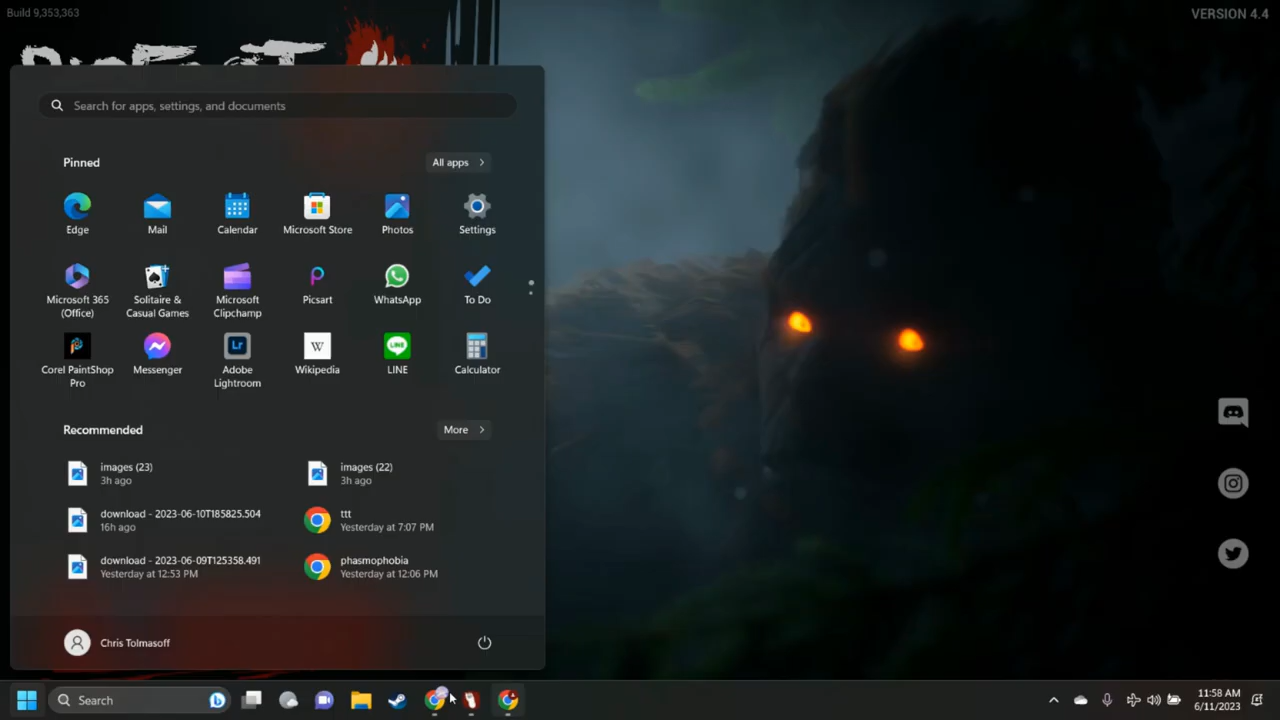 Build 9,353,363
VERSION 4.4
Search for apps, settings, and documents
Pinned
All apps
Edge
Mail
Calendar
Microsoft Store
Photos
Settings
Microsoft 365
(Office)
Solitaire &
Casual Games
Microsoft
Clipchamp
Picsart
WhatsApp
To Do
Corel PaintShop
Pro
Messenger
Lr
Adobe
Lightroom
W
Wikipedia
LINE
LINE
Calculator
Recommended
More
images (23)
3h ago
images (22)
3h ago
download - 2023-06-10T185825.504
16h ago
ttt
Yesterday at 7:07 PM
download - 2023-06-09T125358.491
Yesterday at 12:53 PM
phasmophobia
Yesterday at 12:06 PM
Chris Tolmasoff
Search
11:58 AM
6/11/2023